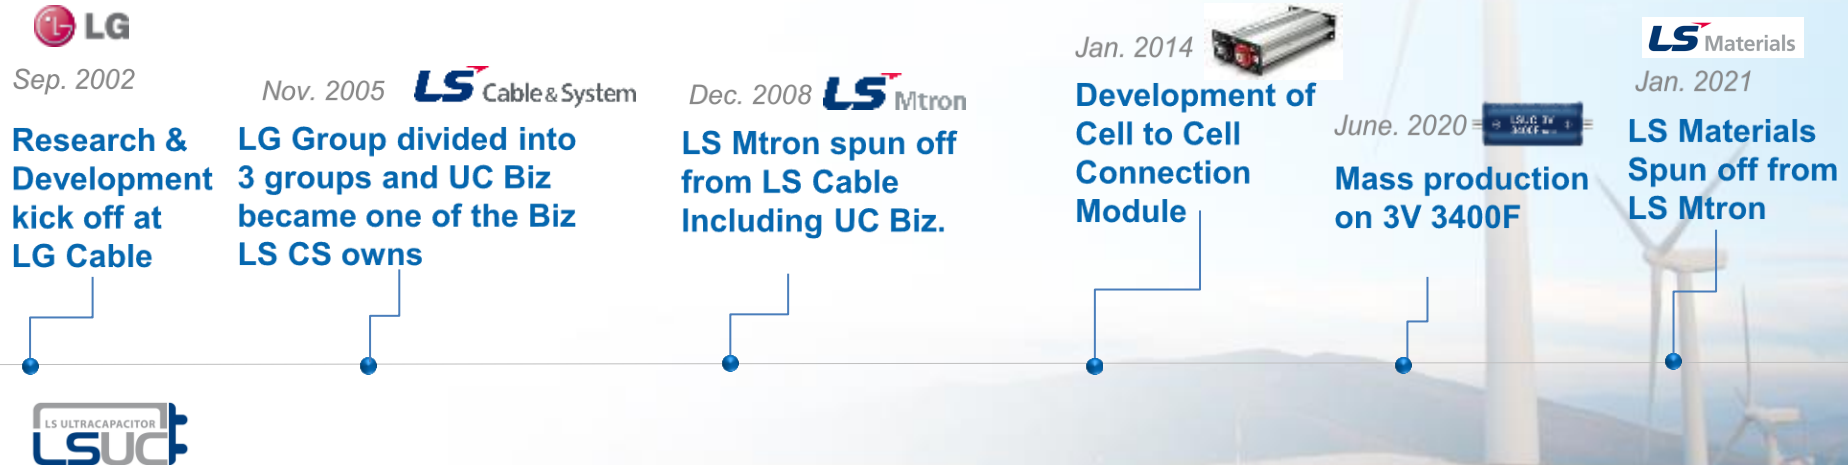 LG
Sep. 2002
Research &
Development
kick off at
LG Cable
Nov. 2005
LS Cable & System
LG Group divided into
3 groups and UC Biz
became one of the Biz
LS CS owns
Dec. 2008
LS Mtron
LS Mtron spun off
from LS Cable
Including UC Biz.
Jan. 2014
Development of
Cell to Cell
Connection
Module
June. 2020
LSUC 3V
3400F
Mass production
on 3V 3400F
LS Materials
Jan. 2021
LS Materials
Spun off from
LS Mtron
LS ULTRACAPACITOR
LSUC